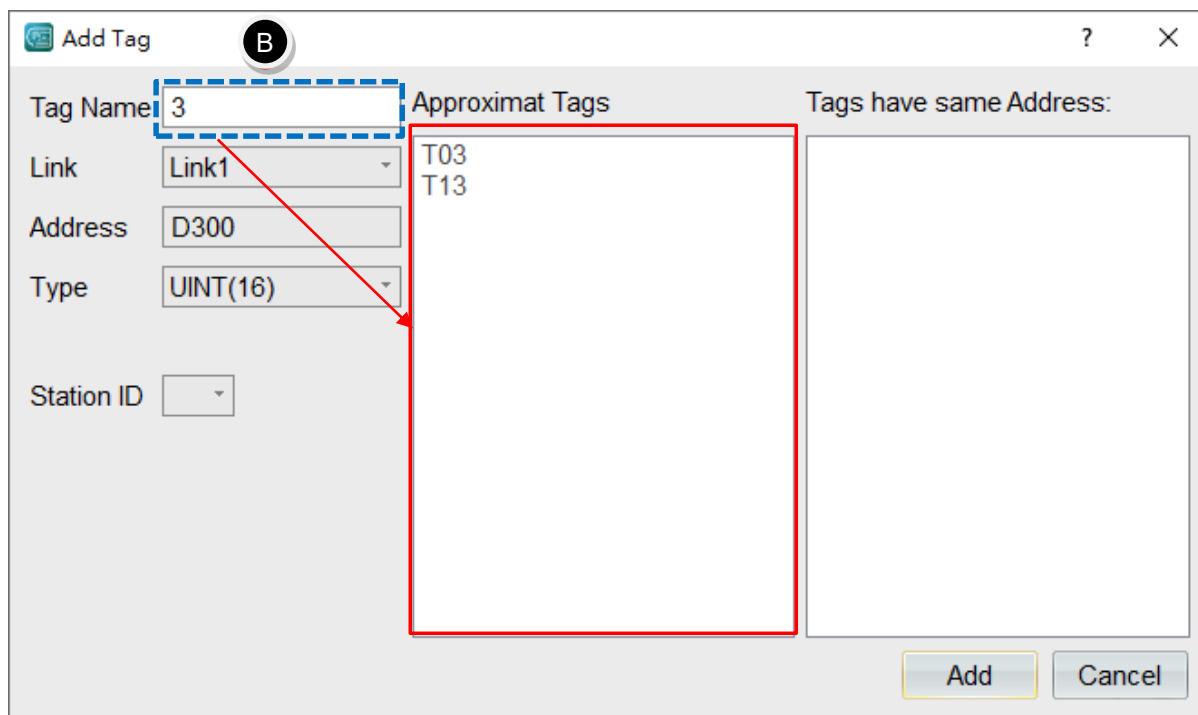 Add Tag
B
?
Tag Name 3
Link Link1
Address D300
Type UINT(16)
Station ID
Approximat Tags
T03
T13
Tags have same Address:
Add
Cancel